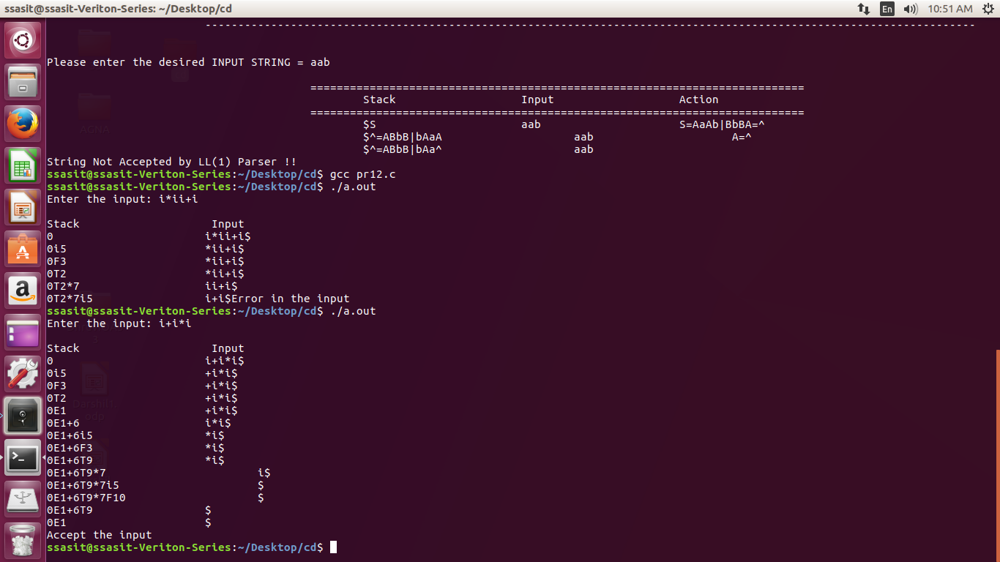 ssasit@ssasit-Veriton-Series: ~/Desktop/cd
En
10:51 AM
---------------------------------------------------------------------------------------------------------------------
Please enter the desired INPUT STRING = aab
===========================================================================
Stack Input Action
===========================================================================
$S aab S=AaAb|BbBA=^
$^=ABbB|bAaA aab A=^
$^=ABbB|bAa^ aab
String Not Accepted by LL(1) Parser !!
ssasit@ssasit-Veriton-Series:~/Desktop/cd$ gcc pr12.c
ssasit@ssasit-Veriton-Series:~/Desktop/cd$ ./a.out
Enter the input: i*ii+i
Stack Input
0 i*ii+i$
0i5 *ii+i$
0F3 *ii+i$
0T2 *ii+i$
0T2*7 ii+i$
0T2*7i5 i+i$Error in the input
ssasit@ssasit-Veriton-Series:~/Desktop/cd$ ./a.out
Enter the input: i+i*i
Stack Input
0 i+i*i$
0i5 +i*i$
0F3 +i*i$
0T2 +i*i$
0E1 +i*i$
0E1+6 i*i$
0E1+6i5 *i$
0E1+6F3 *i$
0E1+6T9 *i$
0E1+6T9*7 i$
0E1+6T9*7i5 $
0E1+6T9*7F10 $
0E1+6T9 $
0E1 $
Accept the input
ssasit@ssasit-Veriton-Series:~/Desktop/cd$